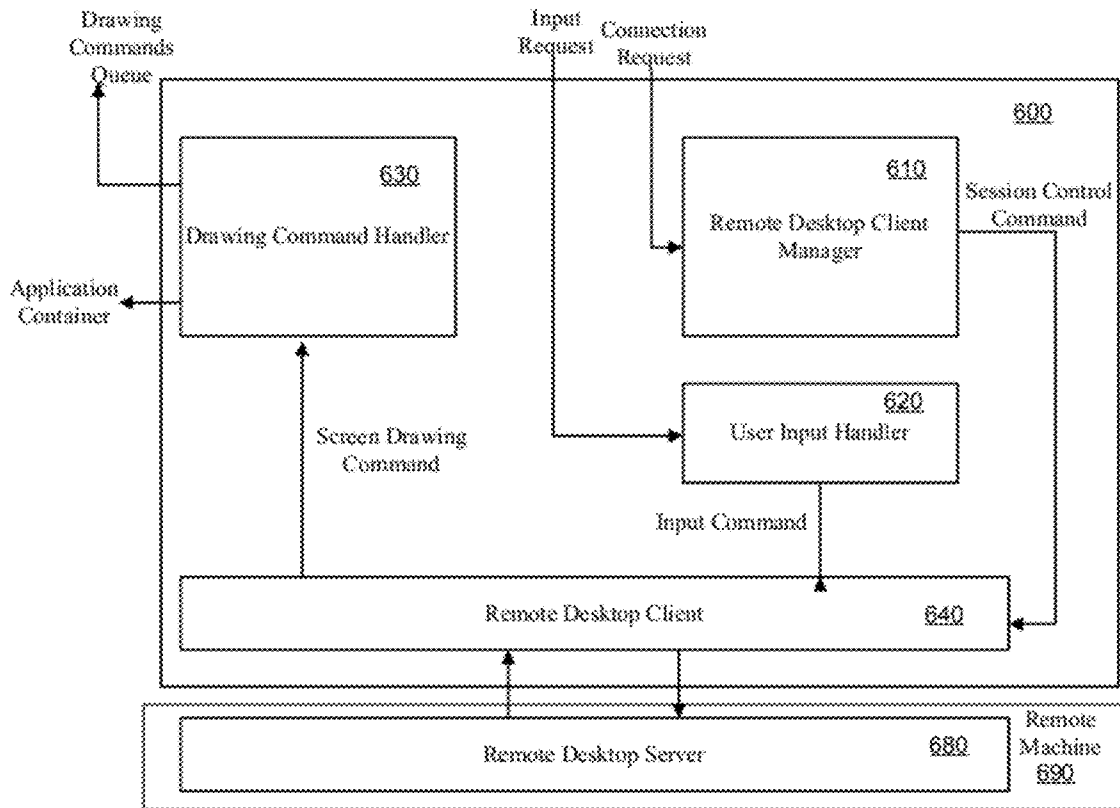 Drawing
Commands
Queue
Input
Request
Connection
Request
600
630
Drawing Command Handler
610
Remote Desktop Client
Manager
Session Control
Command
Application
Container
620
User Input Handler
Screen Drawing
Command
Input Command
Remote Desktop Client
640
Remote Desktop Server
680
Remote
Machine
690